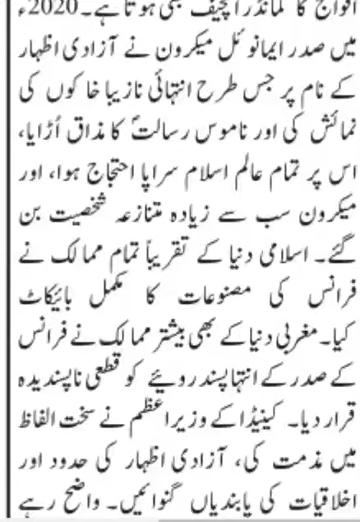 افواج کا کمانڈر انچیف بھی ہوتا ہے۔ 2020ء
میں صدر ایمانوئل میکرون نے آزادی اظہار
کے نام پر جس طرح انتہائی نازیبا خاکوں کی
نمائش کی اور ناموس رسالتؐ کا مذاق اُڑایا،
اس پر تمام عالم اسلام سراپا احتجاج ہوا، اور
میکرون سب سے زیادہ متنازعہ شخصیت بن
گئے۔ اسلامی دنیا کے تقریباً تمام ممالک نے
فرانس کی مصنوعات کا مکمل بائیکاٹ
کیا۔ مغربی دنیا کے بھی بیشتر ممالک نے فرانس
کے صدر کے انتہا پسند رویئے کو قطعی ناپسندیدہ
قرار دیا۔ کینیڈا کے وزیراعظم نے سخت الفاظ
میں مذمت کی، آزادی اظہار کی حدود اور
اخلاقیات کی پابندیاں گنوائیں۔ واضح رہے